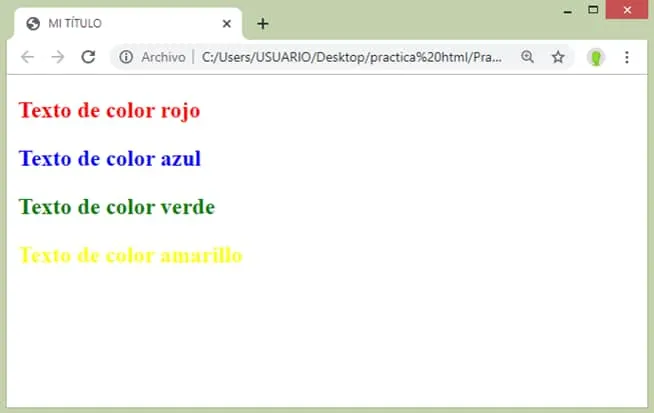 MI TÍTULO
Archivo | C:/Users/USUARIO/Desktop/practica%20html/Pra...
Texto de color rojo
Texto de color azul
Texto de color verde
Texto de color amarillo